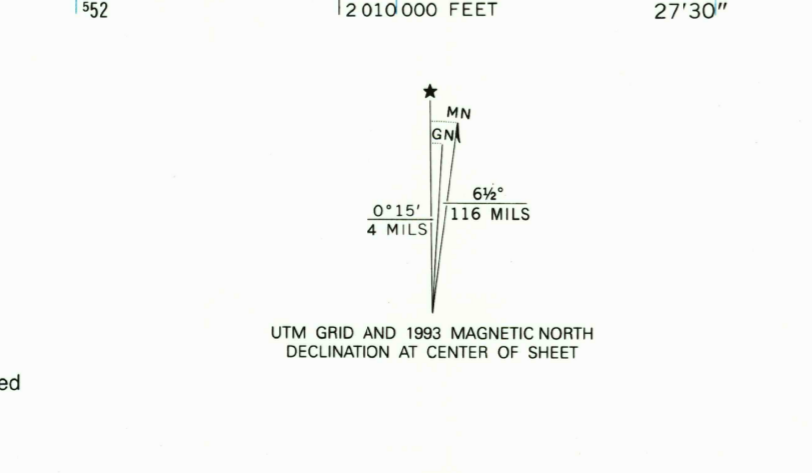 ⁵52 2 010 000 FEET 27'30"
★
MN
GN
0°15'
4 MILS
6½°
116 MILS
UTM GRID AND 1993 MAGNETIC NORTH
DECLINATION AT CENTER OF SHEET
ed